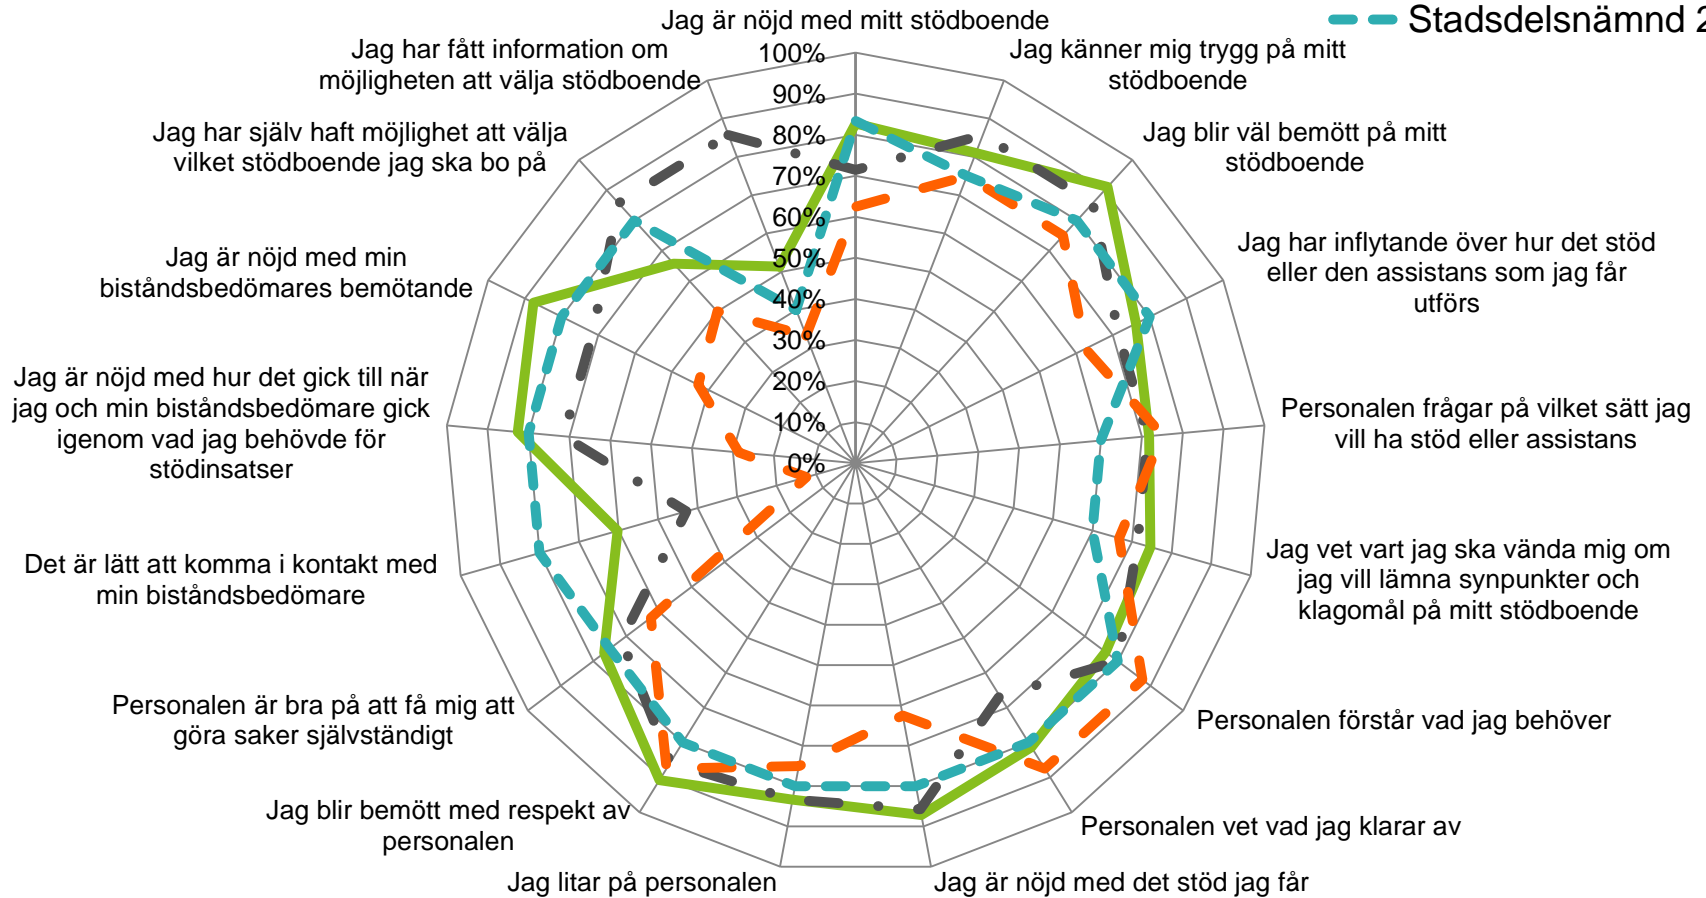 Jag är nöjd med mitt stödboende
Stadsdelsnämnd 2
Jag känner mig trygg på mitt
stödboende
Jag blir väl bemött på mitt
stödboende
Jag har inflytande över hur det stöd
eller den assistans som jag får
utförs
Personalen frågar på vilket sätt jag
vill ha stöd eller assistans
Jag vet vart jag ska vända mig om
jag vill lämna synpunkter och
klagomål på mitt stödboende
Personalen förstår vad jag behöver
Personalen vet vad jag klarar av
Jag är nöjd med det stöd jag får
Jag litar på personalen
Jag blir bemött med respekt av
personalen
Personalen är bra på att få mig att
göra saker självständigt
Det är lätt att komma i kontakt med
min biståndsbedömare
Jag är nöjd med hur det gick till när
jag och min biståndsbedömare gick
igenom vad jag behövde för
stödinsatser
Jag är nöjd med min
biståndsbedömares bemötande
Jag har själv haft möjlighet att välja
vilket stödboende jag ska bo på
Jag har fått information om
möjligheten att välja stödboende
100%
90%
80%
70%
60%
50%
40%
30%
20%
10%
0%